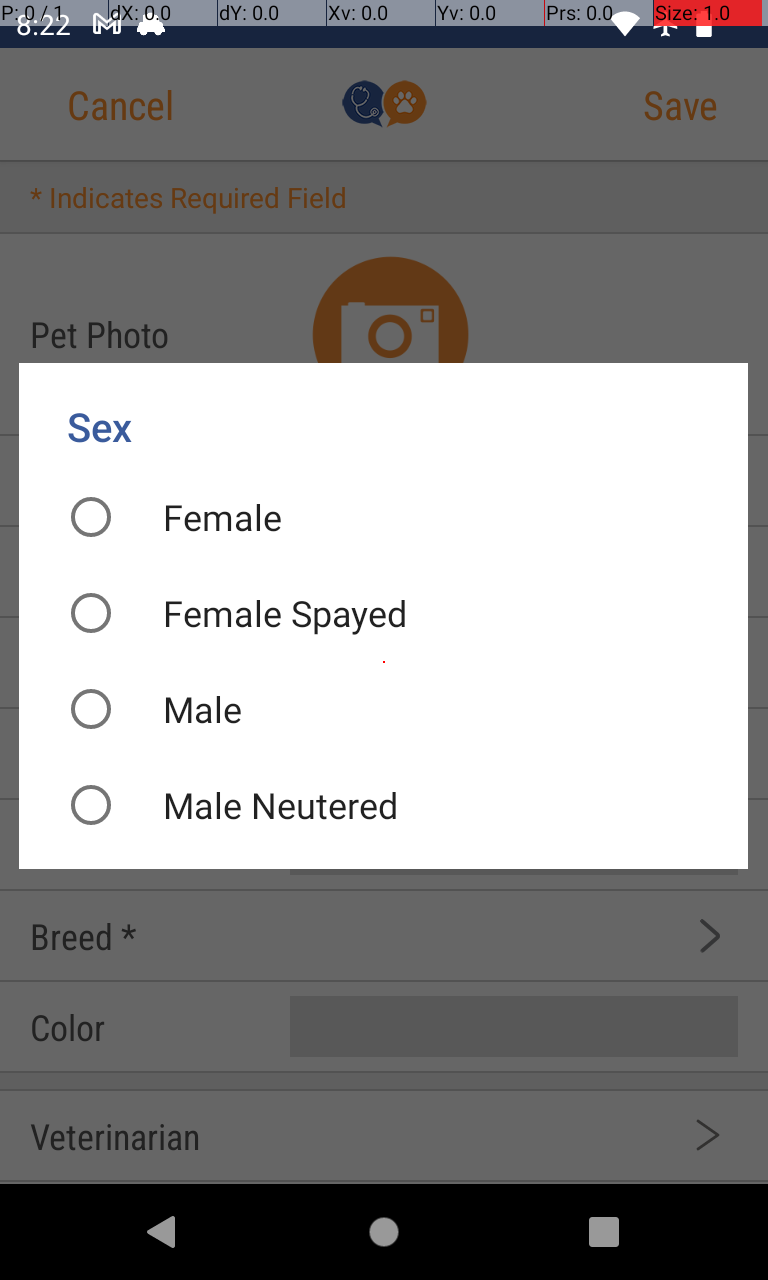 P: 0 / 1 dX: 0.0 dY: 0.0 Xv: 0.0 Yv: 0.0 Prs: 0.0 Size: 1.0
8:22
Cancel Save
* Indicates Required Field
Pet Photo
Sex
Female
Female Spayed
Male
Male Neutered
Breed *
Color
Veterinarian